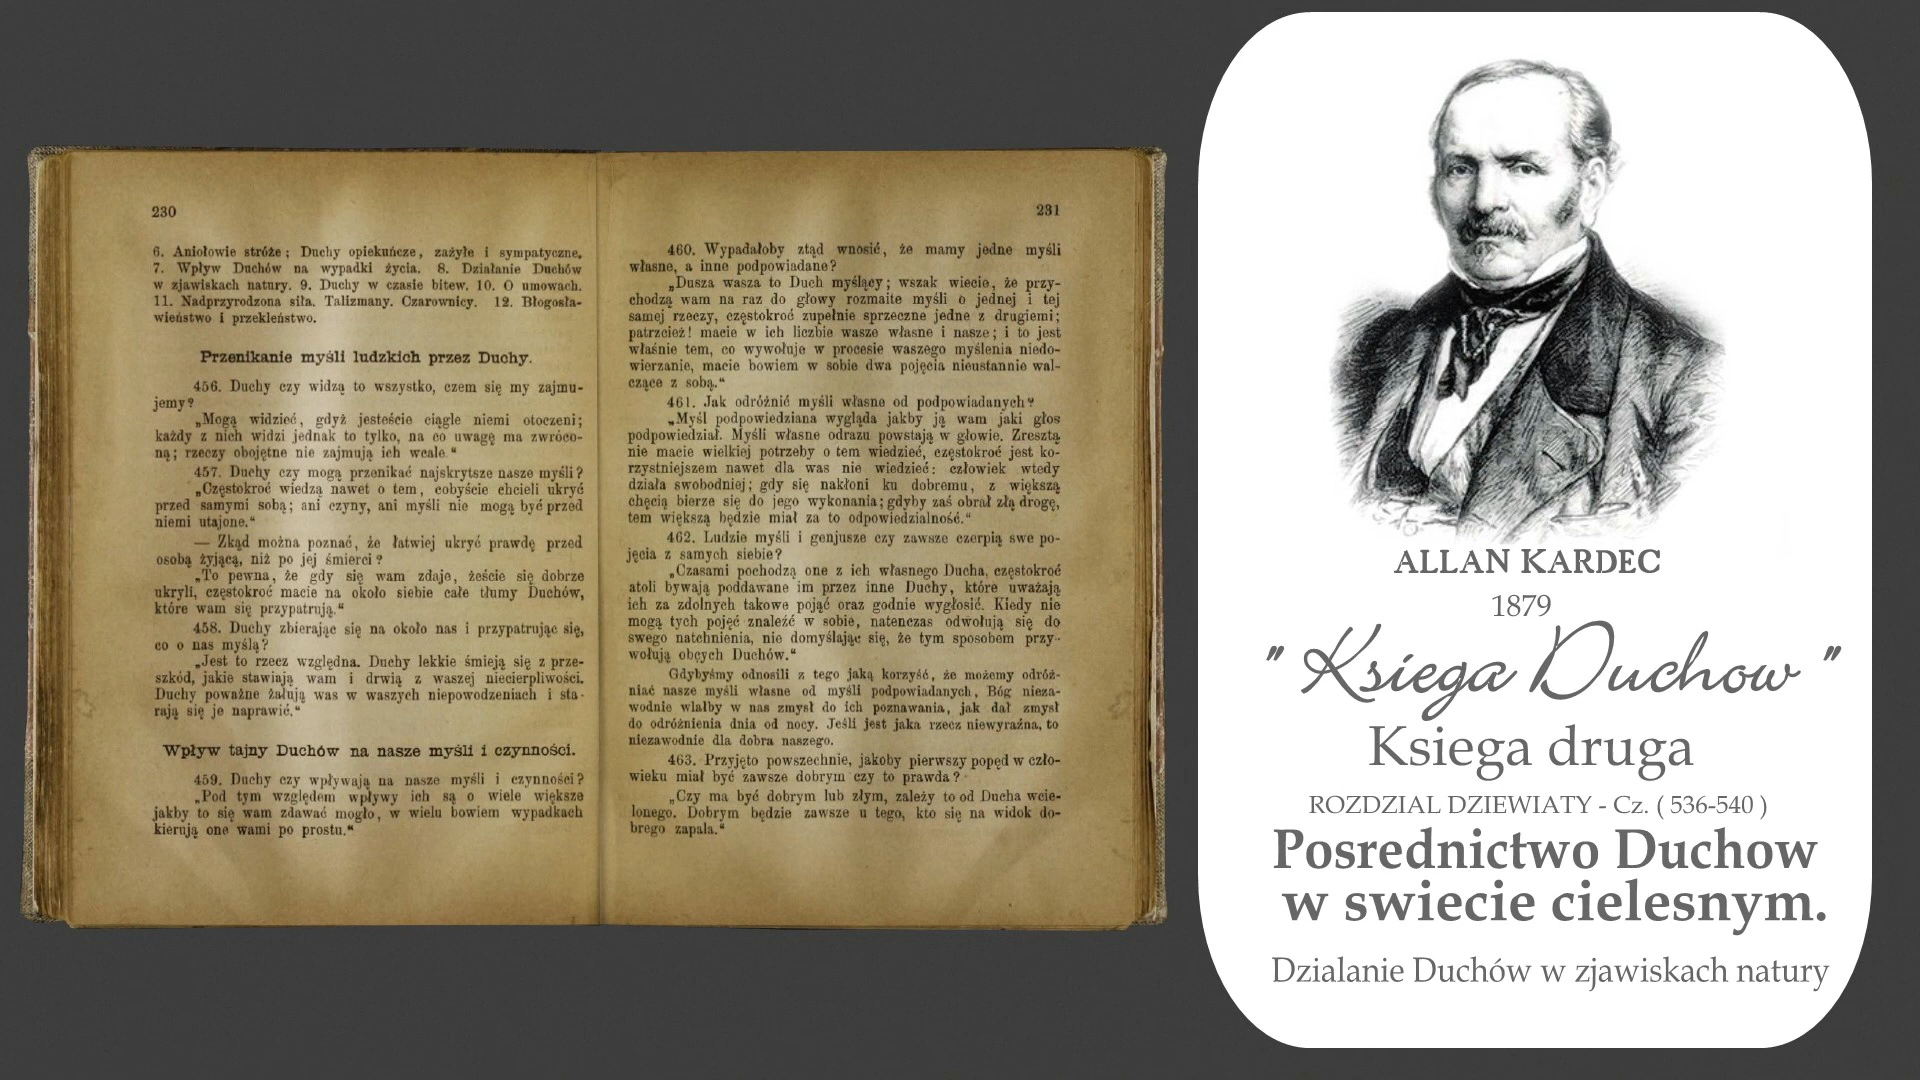 230
6. Aniołowie stróże; Duchy opiekuńcze, zażyłe i sympatyczne.
7. Wpływ Duchów na wypadki życia. 8. Działanie Duchów
w zjawiskach natury. 9. Duchy w czasie bitew. 10. O umowach.
11. Nadprzyrodzona siła. Talizmany. Czarownicy. 12. Błogosła-
wieństwo i przekleństwo.
Przenikanie myśli ludzkich przez Duchy.
456. Duchy czy widzą to wszystko, czem się my zajmu-
jemy?
„Mogą widzieć, gdyż jesteście ciągle niemi otoczeni;
każdy z nich widzi jednak to tylko, na co uwagę ma zwróco-
ną; rzeczy obojętne nie zajmują ich wcale.“
457. Duchy czy mogą przenikać najskrytsze nasze myśli?
„Częstokroć wiedzą nawet o tem, cobyście chcieli ukryć
przed samymi sobą; ani czyny, ani myśli nie mogą być przed
niemi utajone.“
— Zkąd można poznać, że łatwiej ukryć prawdę przed
osobą żyjącą, niż po jej śmierci?
„To pewna, że gdy się wam zdaje, żeście się dobrze
ukryli, częstokroć macie na około siebie całe tłumy Duchów,
które wam się przypatrują.“
458. Duchy zbierając się na około nas i przypatrując się,
co o nas myślą?
„Jest to rzecz względna. Duchy lekkie śmieją się z prze-
szkód, jakie stawiają wam i drwią z waszej niecierpliwości.
Duchy poważne żałują was w waszych niepowodzeniach i sta-
rają się je naprawić.“
Wpływ tajny Duchów na nasze myśli i czynności.
459. Duchy czy wpływają na nasze myśli i czynności?
„Pod tym względem wpływy ich są o wiele większe
jakby to się wam zdawać mogło, w wielu bowiem wypadkach
kierują one wami po prostu.“
231
460. Wypadałoby ztąd wnosić, że mamy jedne myśli
własne, a inne podpowiadane?
„Dusza wasza to Duch myślący; wszak wiecie, że przy-
chodzą wam na raz do głowy rozmaite myśli o jednej i tej
samej rzeczy, częstokroć zupełnie sprzeczne jedne z drugiemi;
patrzcież! macie w ich liczbie wasze własne i nasze; i to jest
właśnie tem, co wywołuje w procesie waszego myślenia niedo-
wierzanie, macie bowiem w sobie dwa pojęcia nieustannie wal-
czące z sobą.“
461. Jak odróżnić myśli własne od podpowiadanych?
„Myśl podpowiedziana wygląda jakby ją wam jaki głos
podpowiedział. Myśli własne odrazu powstają w głowie. Zresztą
nie macie wielkiej potrzeby o tem wiedzieć, częstokroć jest ko-
rzystniejszem nawet dla was nie wiedzieć: człowiek wtedy
działa swobodniej; gdy się nakłoni ku dobremu, z większą
chęcią bierze się do jego wykonania; gdyby zaś obrał złą drogę,
tem większą będzie miał za to odpowiedzialność.“
462. Ludzie myśli i genjusze czy zawsze czerpią swe po-
jęcia z samych siebie?
„Czasami pochodzą one z ich własnego Ducha, częstokroć
atoli bywają poddawane im przez inne Duchy, które uważają
ich za zdolnych takowe pojąć oraz godnie wygłosić. Kiedy nie
mogą tych pojęć znaleźć w sobie, natenczas odwołują się do
swego natchnienia, nie domyślając się, że tym sposobem przy-
wołują obcych Duchów.“
Gdybyśmy odnosili z tego jaką korzyść, że możemy odróż-
niać nasze myśli własne od myśli podpowiadanych, Bóg nieza-
wodnie wlałby w nas zmysł do ich poznawania, jak dał zmysł
do odróżnienia dnia od nocy. Jeśli jest jaka rzecz niewyraźna, to
niezawodnie dla dobra naszego.
463. Przyjęto powszechnie, jakoby pierwszy popęd w czło-
wieku miał być zawsze dobrym czy to prawda?
„Czy ma być dobrym lub złym, zależy to od Ducha wcie-
lonego. Dobrym będzie zawsze u tego, kto się na widok do-
brego zapala.“
ALLAN KARDEC
1879
" Ksiega Duchow "
Ksiega druga
ROZDZIAL DZIEWIATY - Cz. ( 536-540 )
Posrednictwo Duchow
w swiecie cielesnym.
Dzialanie Duchów w zjawiskach natury